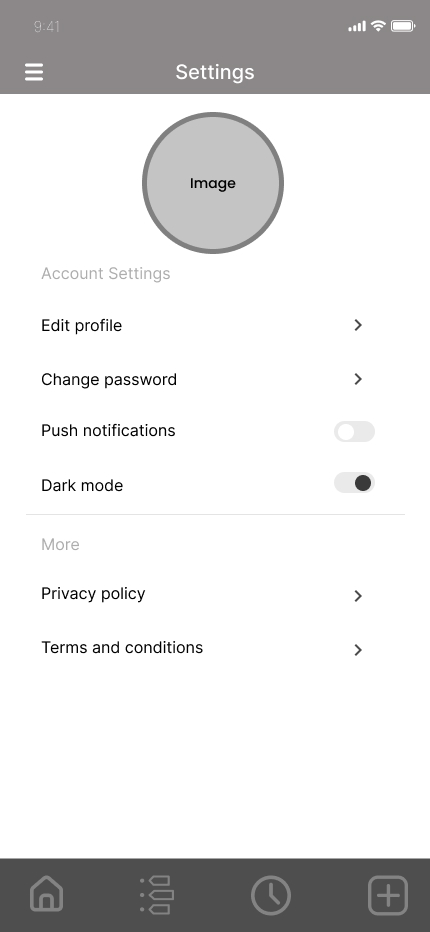 9:41
Settings
Image
Account Settings
Edit profile
Change password
Push notifications
Dark mode
More
Privacy policy
Terms and conditions